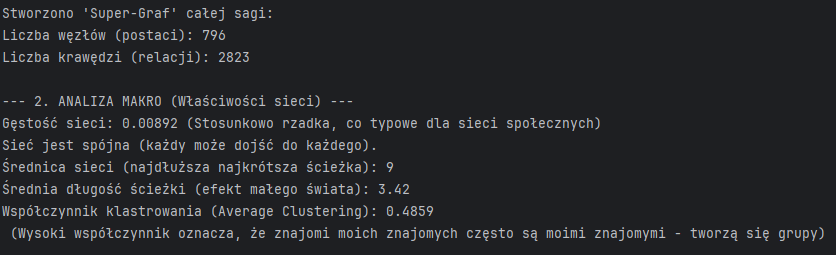 Stworzono 'Super-Graf' całej sagi:
Liczba węzłów (postaci): 796
Liczba krawędzi (relacji): 2823
--- 2. ANALIZA MAKRO (Właściwości sieci) ---
Gęstość sieci: 0.00892 (Stosunkowo rzadka, co typowe dla sieci społecznych)
Sieć jest spójna (każdy może dojść do każdego).
Średnica sieci (najdłuższa najkrótsza ścieżka): 9
Średnia długość ścieżki (efekt małego świata): 3.42
Współczynnik klastrowania (Average Clustering): 0.4859
(Wysoki współczynnik oznacza, że znajomi moich znajomych często są moimi znajomymi - tworzą się grupy)